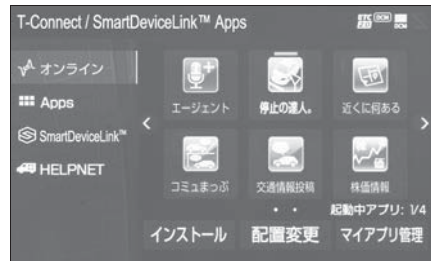 T-Connect / SmartDeviceLink™ Apps
ETC
DCM
DCM
オンライン
Apps
SmartDeviceLink™
HELPNET
エージェント
停止の達人。
近くに何ある
コミュまっぷ
交通情報投稿
株価情報
起動中アプリ: 1/4
インストール
配置変更
マイアプリ管理